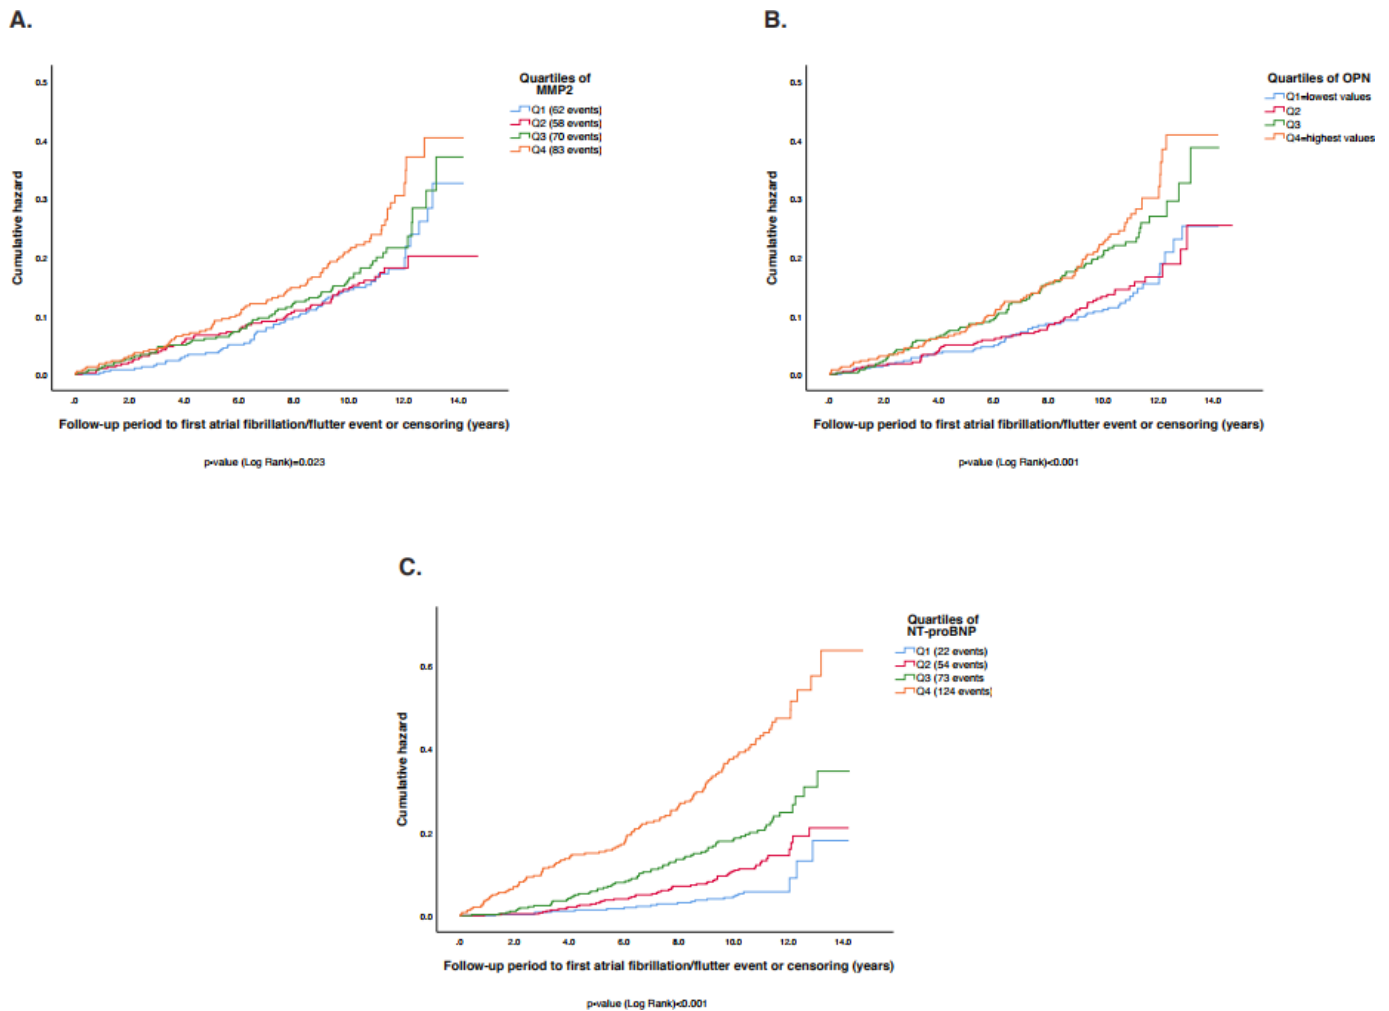 A.
0.5
0.4
0.3
0.2
0.1
0.0
Cumulative hazard
.0 2.0 4.0 6.0 8.0 10.0 12.0 14.0
Follow-up period to first atrial fibrillation/flutter event or censoring (years)
p-value (Log Rank)=0.023
Quartiles of
MMP2
Q1 (62 events)
Q2 (58 events)
Q3 (70 events)
Q4 (83 events)
B.
0.5
0.4
0.3
0.2
0.1
0.0
Cumulative hazard
.0 2.0 4.0 6.0 8.0 10.0 12.0 14.0
Follow-up period to first atrial fibrillation/flutter event or censoring (years)
p-value (Log Rank)<0.001
Quartiles of OPN
Q1=lowest values
Q2
Q3
Q4=highest values
C.
0.6
0.4
0.2
0.0
Cumulative hazard
.0 2.0 4.0 6.0 8.0 10.0 12.0 14.0
Follow-up period to first atrial fibrillation/flutter event or censoring (years)
p-value (Log Rank)<0.001
Quartiles of
NT-proBNP
Q1 (22 events)
Q2 (54 events)
Q3 (73 events
Q4 (124 events)